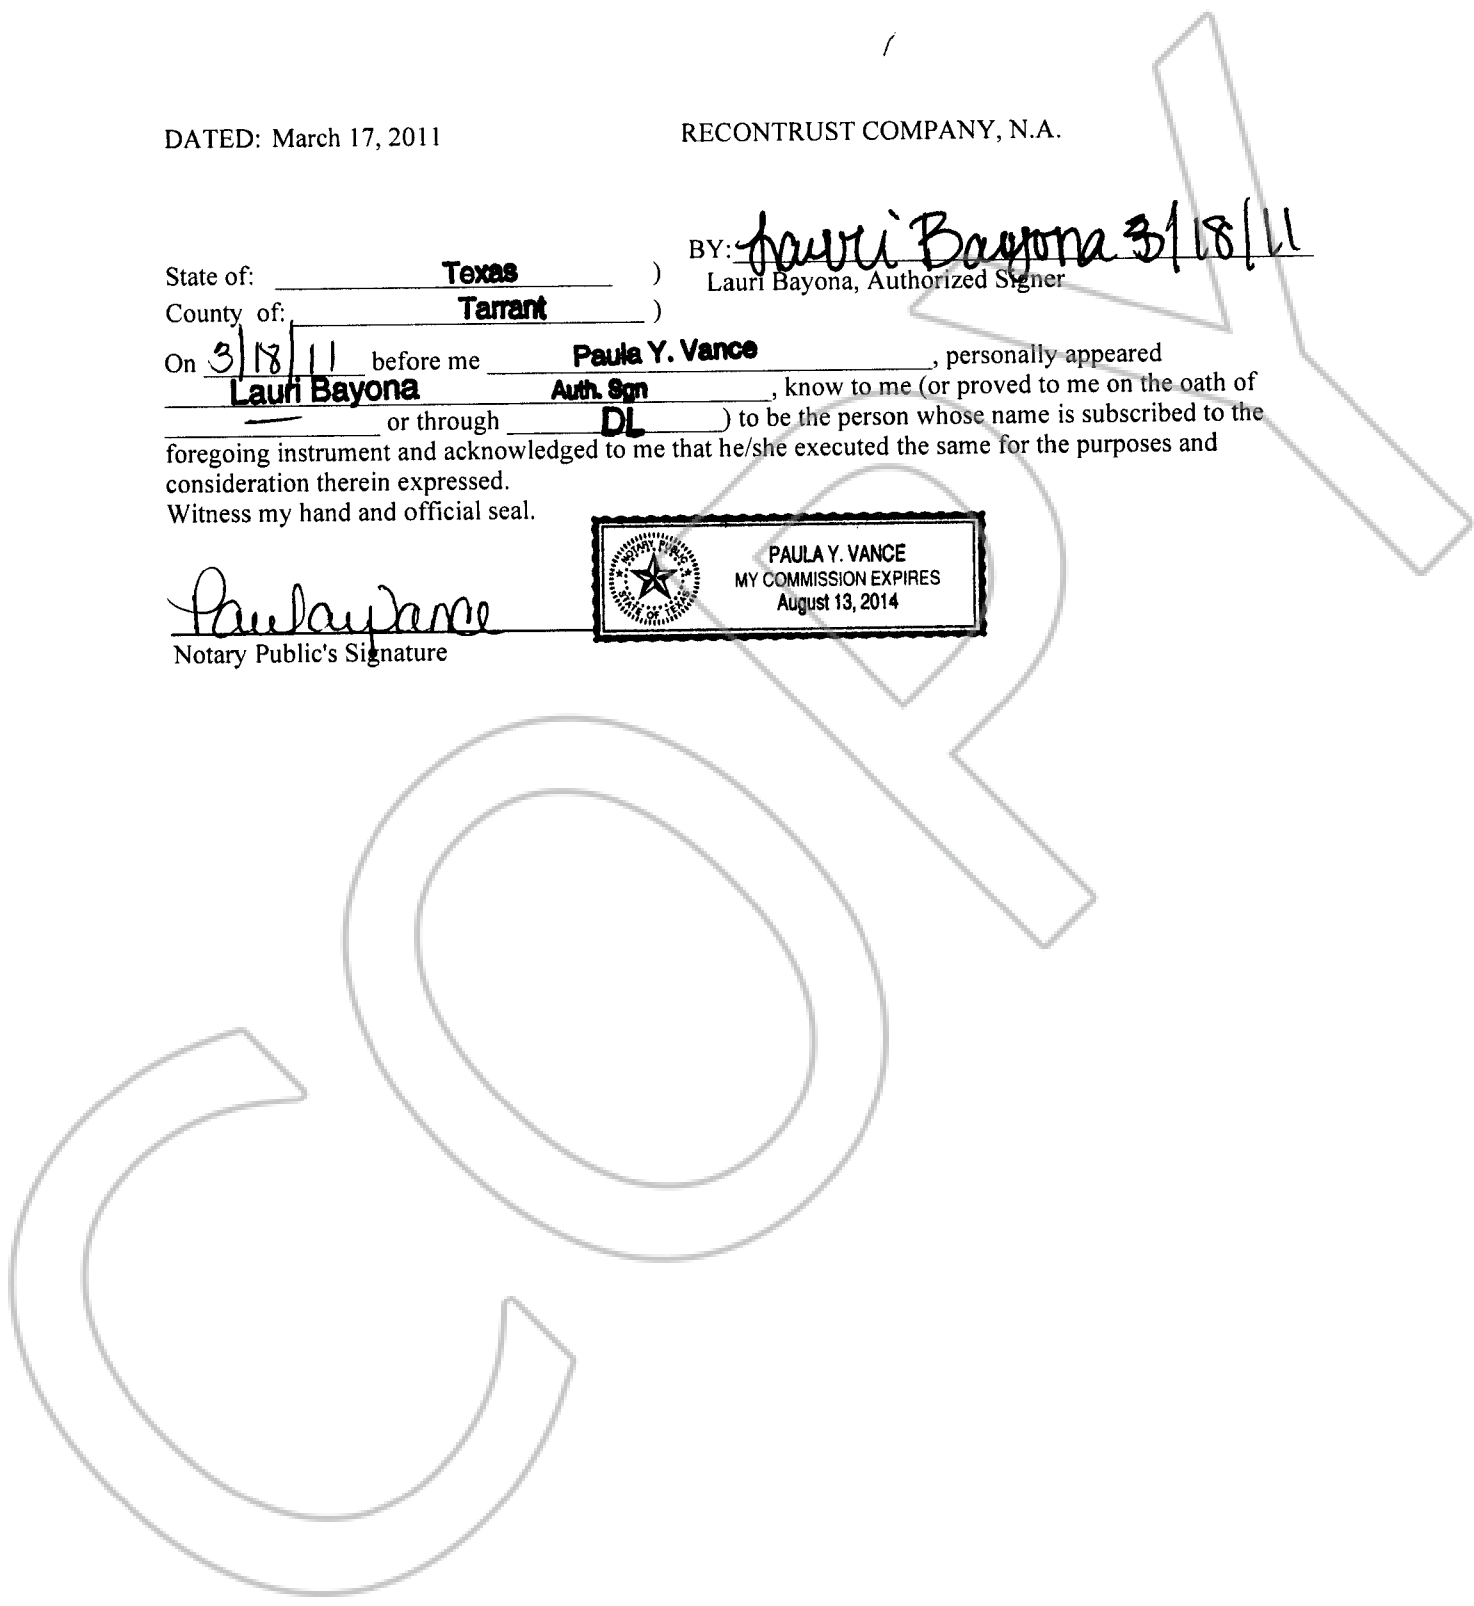 DATED: March 17, 2011 RECONTRUST COMPANY, N.A.
BY: Lauri Bayona 3/18/11
State of: Texas ) Lauri Bayona, Authorized Signer
County of: Tarrant )
On 3/18/11 before me Paula Y. Vance, personally appeared
Lauri Bayona Auth. Sgn, know to me (or proved to me on the oath of
— or through DL) to be the person whose name is subscribed to the
foregoing instrument and acknowledged to me that he/she executed the same for the purposes and
consideration therein expressed.
Witness my hand and official seal.
NOTARY PUBLIC
STATE OF TEXAS
PAULA Y. VANCE
MY COMMISSION EXPIRES
August 13, 2014
Paula Y Vance
Notary Public's Signature
COPY